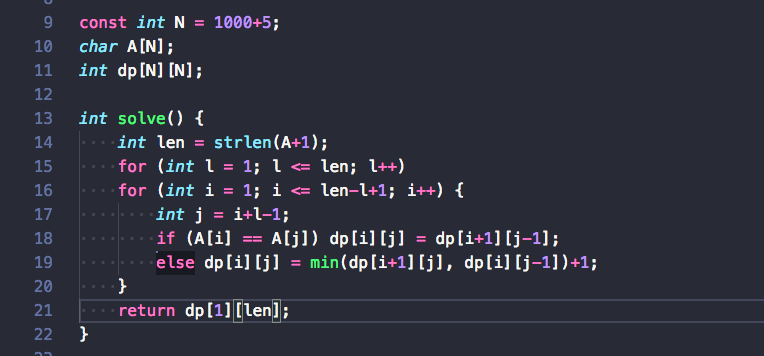 9 const int N = 1000+5;
10 char A[N];
11 int dp[N][N];
12
13 int solve() {
14 ····int len = strlen(A+1);
15 ····for (int l = 1; l <= len; l++)
16 ····for (int i = 1; i <= len-l+1; i++) {
17 ········int j = i+l-1;
18 ········if (A[i] == A[j]) dp[i][j] = dp[i+1][j-1];
19 ········else dp[i][j] = min(dp[i+1][j], dp[i][j-1])+1;
20 ····}
21 ····return dp[1][len];
22 }